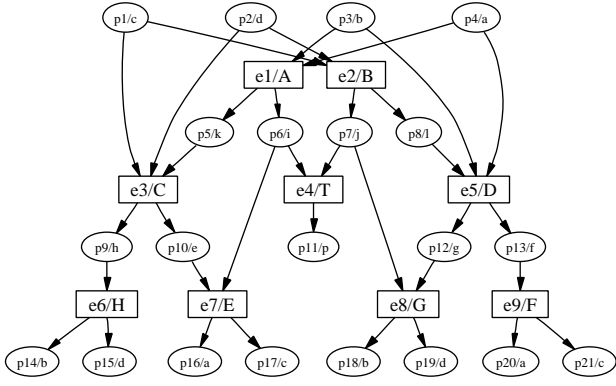 p1/c p2/d p3/b p4/a
e1/A e2/B
p5/k p6/i p7/j p8/l
e3/C e4/T e5/D
p9/h p10/e p11/p p12/g p13/f
e6/H e7/E e8/G e9/F
p14/b p15/d p16/a p17/c p18/b p19/d p20/a p21/c